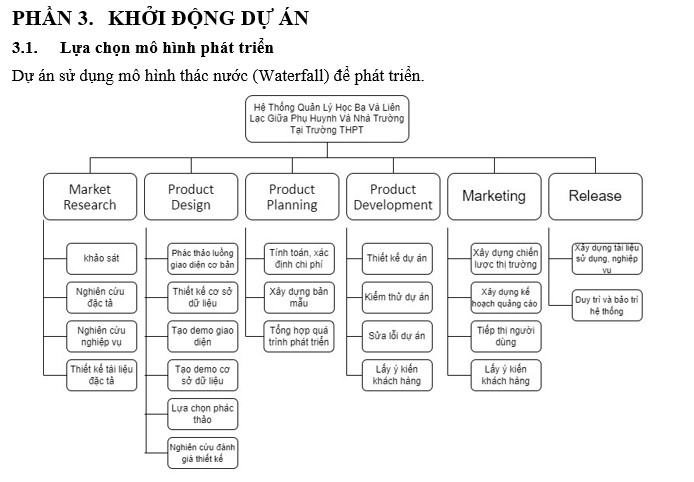 PHẦN 3. KHỞI ĐỘNG DỰ ÁN
3.1. Lựa chọn mô hình phát triển
Dự án sử dụng mô hình thác nước (Waterfall) để phát triển.
Hệ Thống Quản Lý Học Bạ Và Liên
Lạc Giữa Phụ Huynh Và Nhà Trường
Tại Trường THPT
Market
Research
khảo sát
Nghiên cứu
đặc tả
Nghiên cứu
nghiệp vụ
Thiết kế tài liệu
đặc tả
Product
Design
Phác thảo luồng
giao diện cơ bản
Thiết kế cơ sở
dữ liệu
Tạo demo giao
diện
Tạo demo cơ
sở dữ liệu
Lựa chọn phác
thảo
Nghiên cứu đánh
giá thiết kế
Product
Planning
Tính toán, xác
định chi phí
Xây dựng bản
mẫu
Tổng hợp quá
trình phát triển
Product
Development
Thiết kế dự án
Kiểm thử dự án
Sửa lỗi dự án
Lấy ý kiến
khách hàng
Marketing
Xây dựng chiến
lược thị trường
Xây dựng kế
hoạch quảng cáo
Tiếp thị người
dùng
Lấy ý kiến
khách hàng
Release
Xây dựng tài liệu
sử dụng, nghiệp
vụ
Duy trì và bảo trì
hệ thống